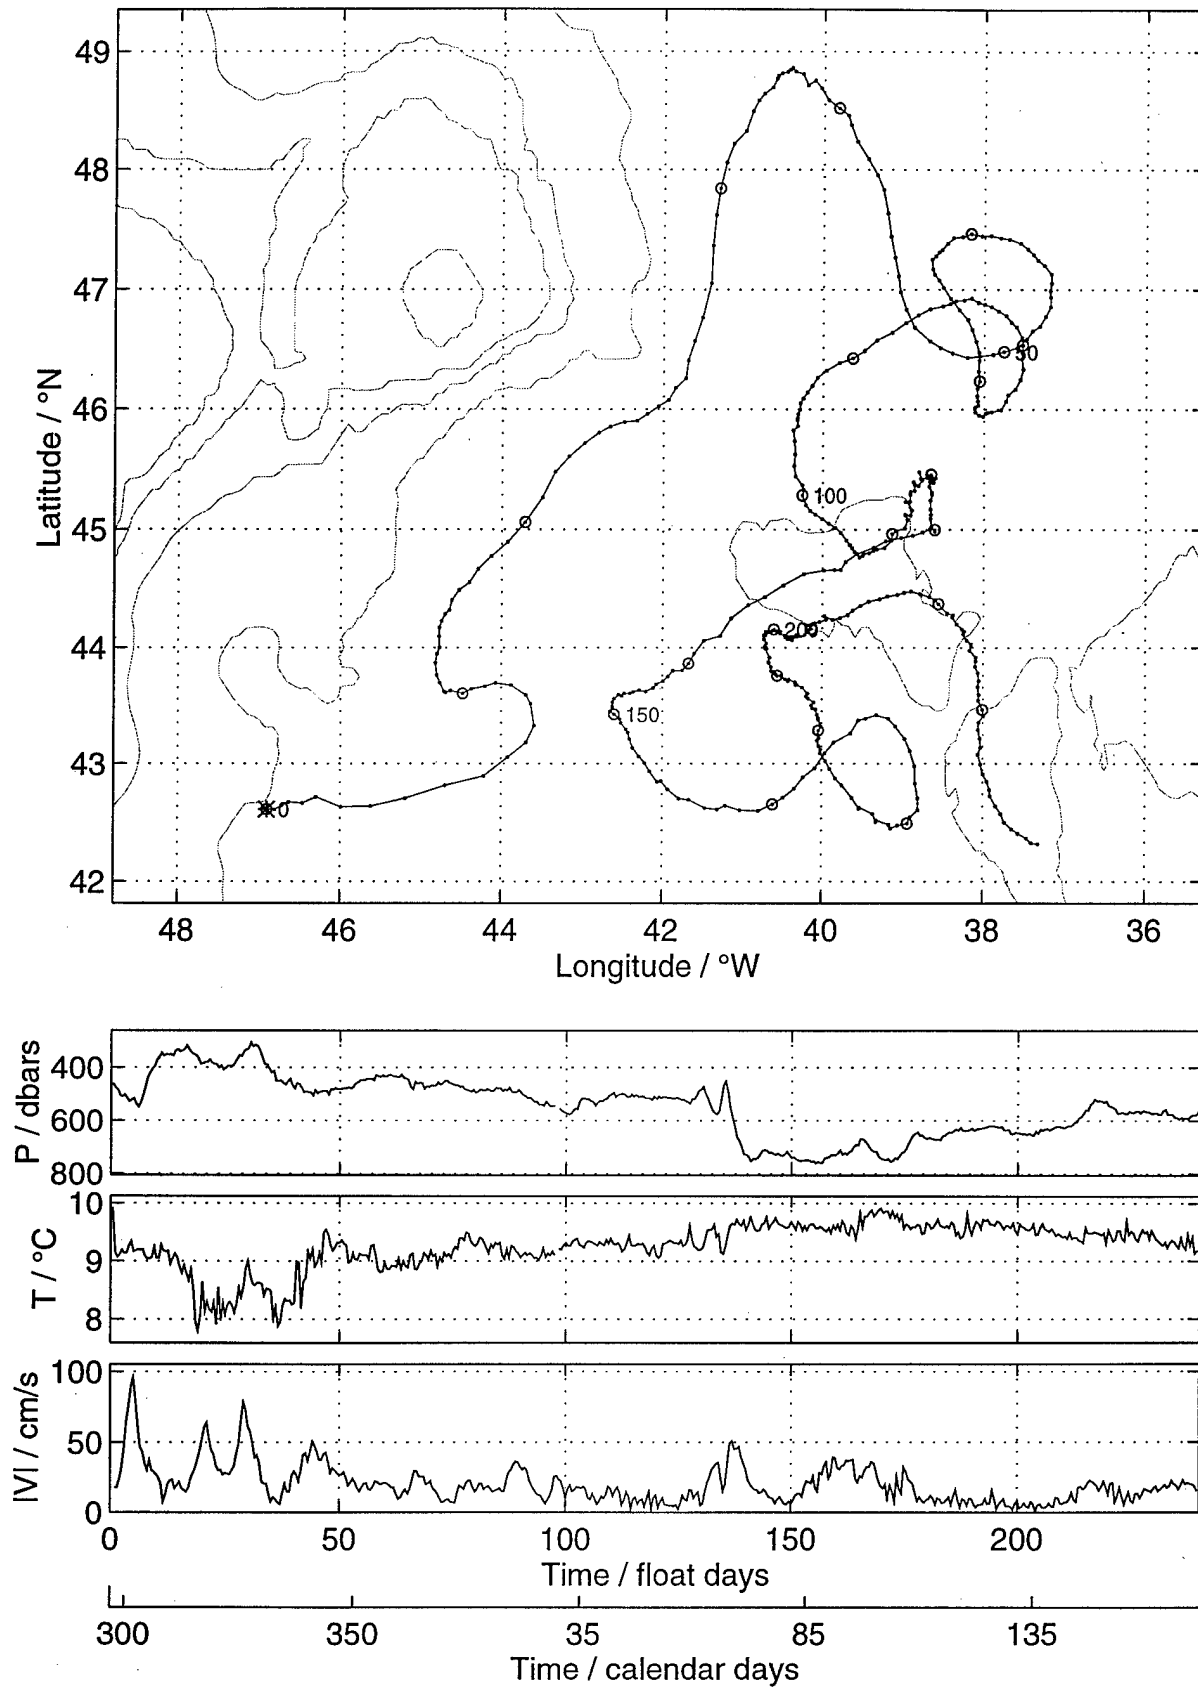 49
48
47
46
45
44
43
42
Latitude / °N
50
100
150
200
0
48 46 44 42 40 38 36
Longitude / °W
400
600
800
P / dbars
10
9
8
T / °C
100
50
0
|V| / cm/s
0 50 100 150 200
Time / float days
300 350 35 85 135
Time / calendar days